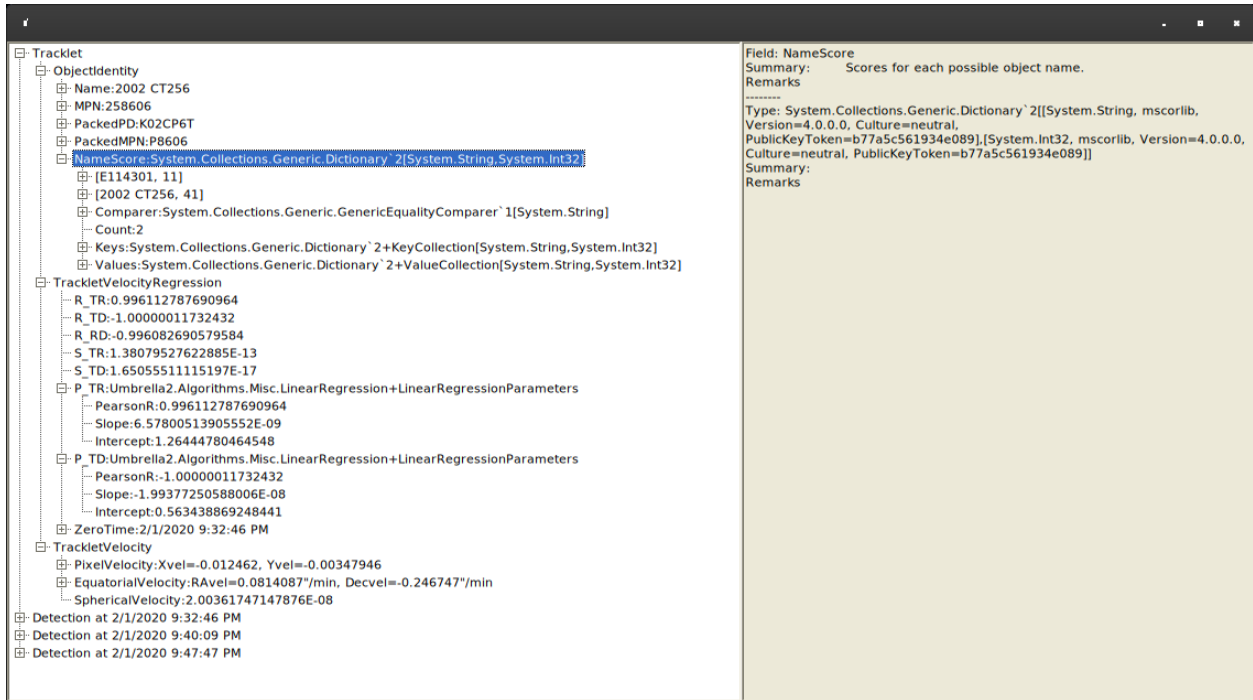 Tracklet
ObjectIdentity
Name:2002 CT256
MPN:258606
PackedPD:K02CP6T
PackedMPN:P8606
NameScore:System.Collections.Generic.Dictionary`2[System.String,System.Int32]
[E114301, 11]
[2002 CT256, 41]
Comparer:System.Collections.Generic.GenericEqualityComparer`1[System.String]
Count:2
Keys:System.Collections.Generic.Dictionary`2+KeyCollection[System.String,System.Int32]
Values:System.Collections.Generic.Dictionary`2+ValueCollection[System.String,System.Int32]
TrackletVelocityRegression
R_TR:0.996112787690964
R_TD:-1.00000011732432
R_RD:-0.996082690579584
S_TR:1.38079527622885E-13
S_TD:1.65055511115197E-17
P_TR:Umbrella2.Algorithms.Misc.LinearRegression+LinearRegressionParameters
PearsonR:0.996112787690964
Slope:6.57800513905552E-09
Intercept:1.26444780464548
P_TD:Umbrella2.Algorithms.Misc.LinearRegression+LinearRegressionParameters
PearsonR:-1.00000011732432
Slope:-1.99377250588006E-08
Intercept:0.563438869248441
ZeroTime:2/1/2020 9:32:46 PM
TrackletVelocity
PixelVelocity:Xvel=-0.012462, Yvel=-0.00347946
EquatorialVelocity:RAvel=0.0814087"/min, Decvel=-0.246747"/min
SphericalVelocity:2.00361747147876E-08
Detection at 2/1/2020 9:32:46 PM
Detection at 2/1/2020 9:40:09 PM
Detection at 2/1/2020 9:47:47 PM
Field: NameScore
Summary: Scores for each possible object name.
Remarks
--------
Type: System.Collections.Generic.Dictionary`2[[System.String, mscorlib,
Version=4.0.0.0, Culture=neutral,
PublicKeyToken=b77a5c561934e089],[System.Int32, mscorlib, Version=4.0.0.0,
Culture=neutral, PublicKeyToken=b77a5c561934e089]]
Summary:
Remarks